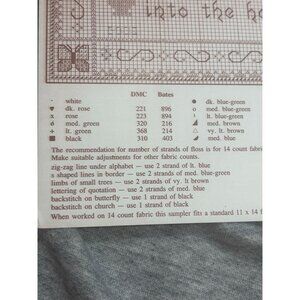 into the ho
DMC Bates
· white
♥ dk. rose 221 896
x rose 223 894
o med. green 320 216
+ lt. green 368 214
■ black 310 403
dk. blue-green
med. blue-green
lt. blue-green
med. brown
vy. lt. brown
med. blue
The recommendation for number of strands of floss is for 14 count fabric
Make suitable adjustments for other fabric counts.
zig-zag line under alphabet — use 2 strands of lt. blue
s shaped lines in border — use 2 strands of med. blue-green
limbs of small trees — use 2 strands of vy. lt brown
lettering of quotation — use 2 strands of med. blue
backstitch on butterfly — use 1 strand of black
backstitch on church — use 1 strand of black
When worked on 14 count fabric this sampler fits a standard 11 x 14 f